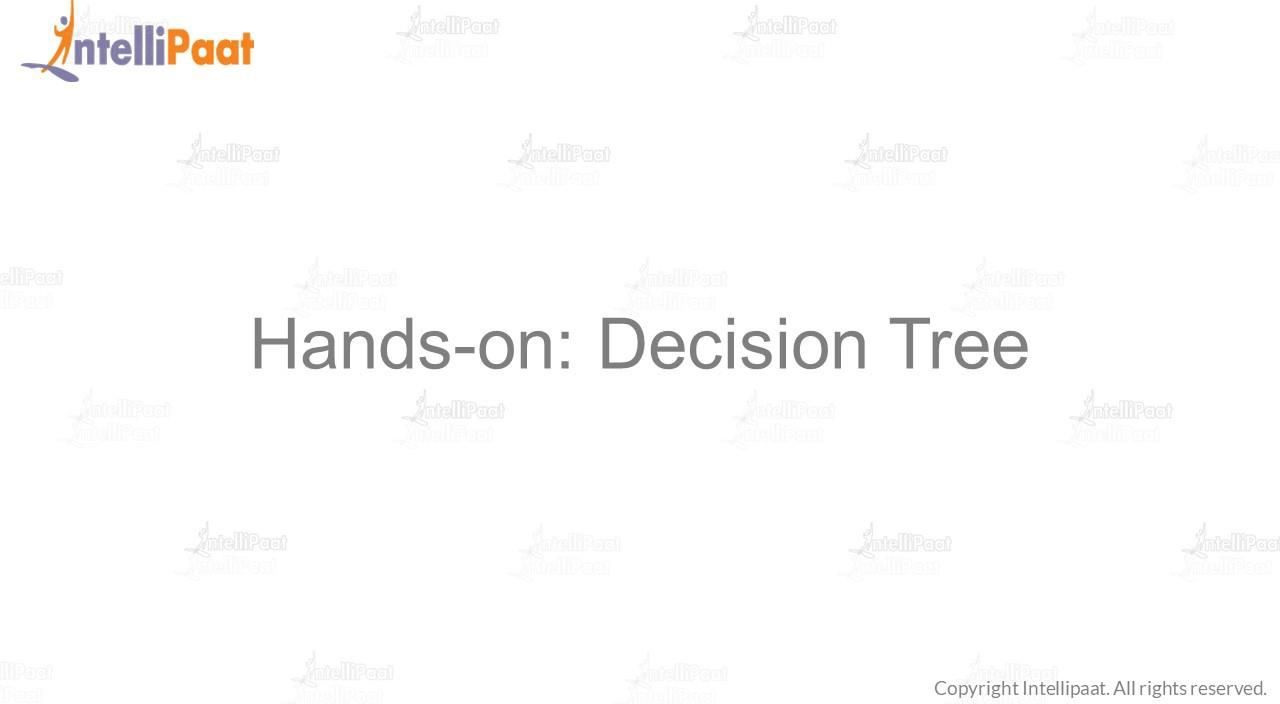 IntelliPaat
Hands-on: Decision Tree
Copyright Intellipaat. All rights reserved.